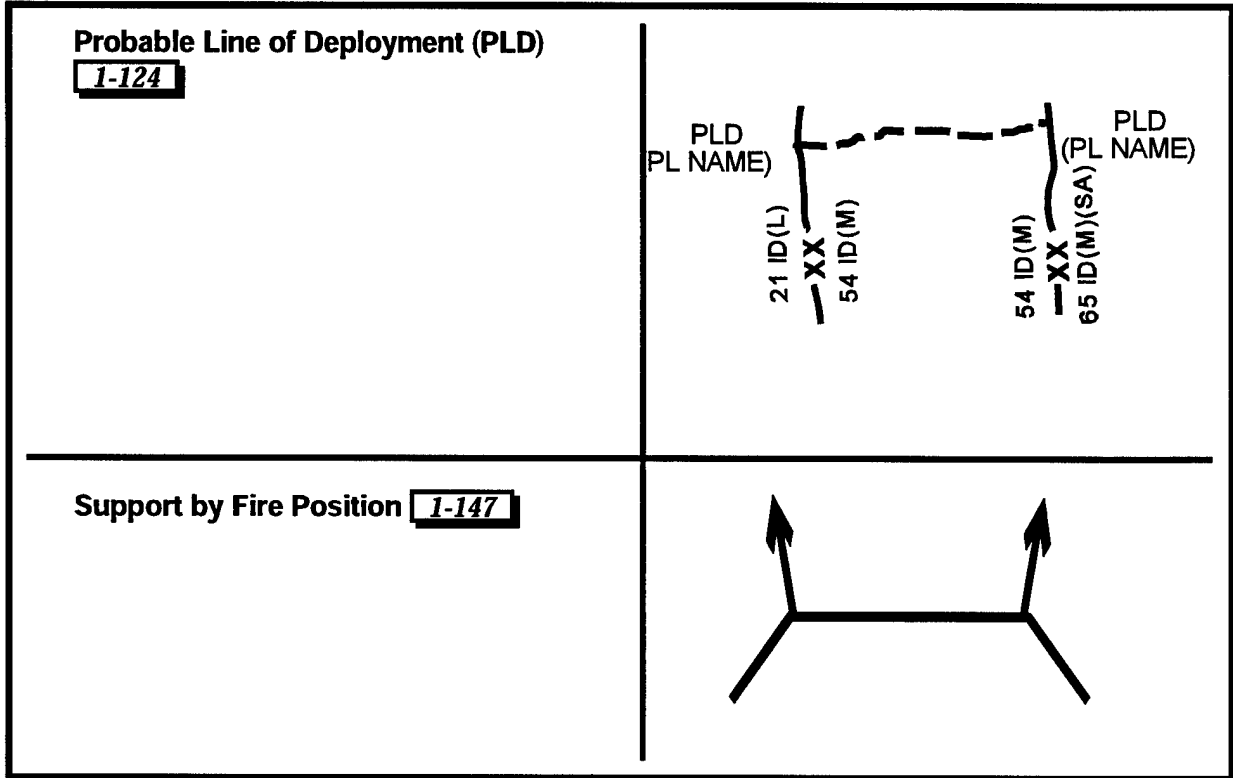 Probable Line of Deployment (PLD)
1-124
PLD
PL NAME)
PLD
(PL NAME)
21 ID(L)
XX
54 ID(M)
54 ID(M)
XX
65 ID(M)(SA)
Support by Fire Position 1-147